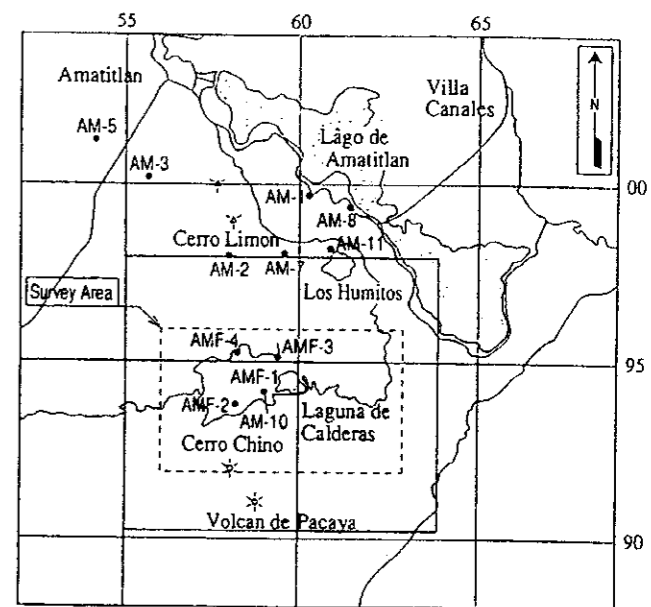 55 60 65
Amatitlan
Villa
Canales
N
AM-5
Lago de
Amatitlan
AM-3
00
AM-1
AM-8
Cerro Limon
AM-11
AM-2
AM-7
Survey Area
Los Humitos
AMF-4
AMF-3
95
AMF-1
AMF-2
AM-10
Laguna de
Calderas
Cerro Chino
Volcan de Pacaya
90